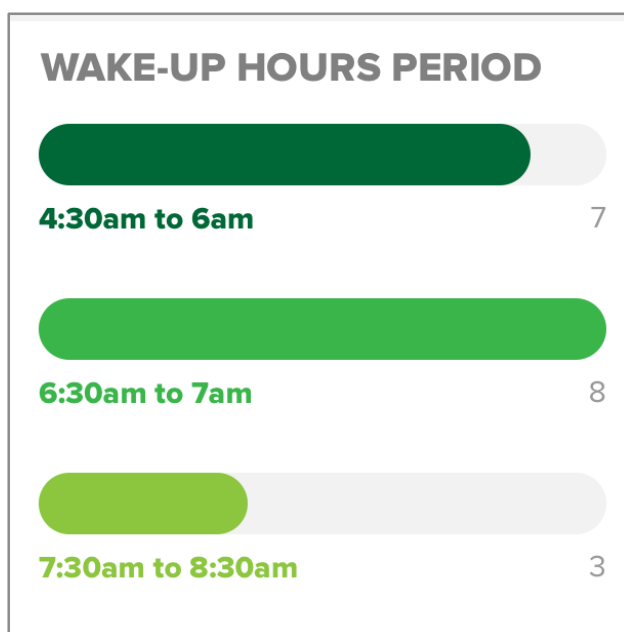 WAKE-UP HOURS PERIOD
4:30am to 6am 7
6:30am to 7am 8
7:30am to 8:30am 3